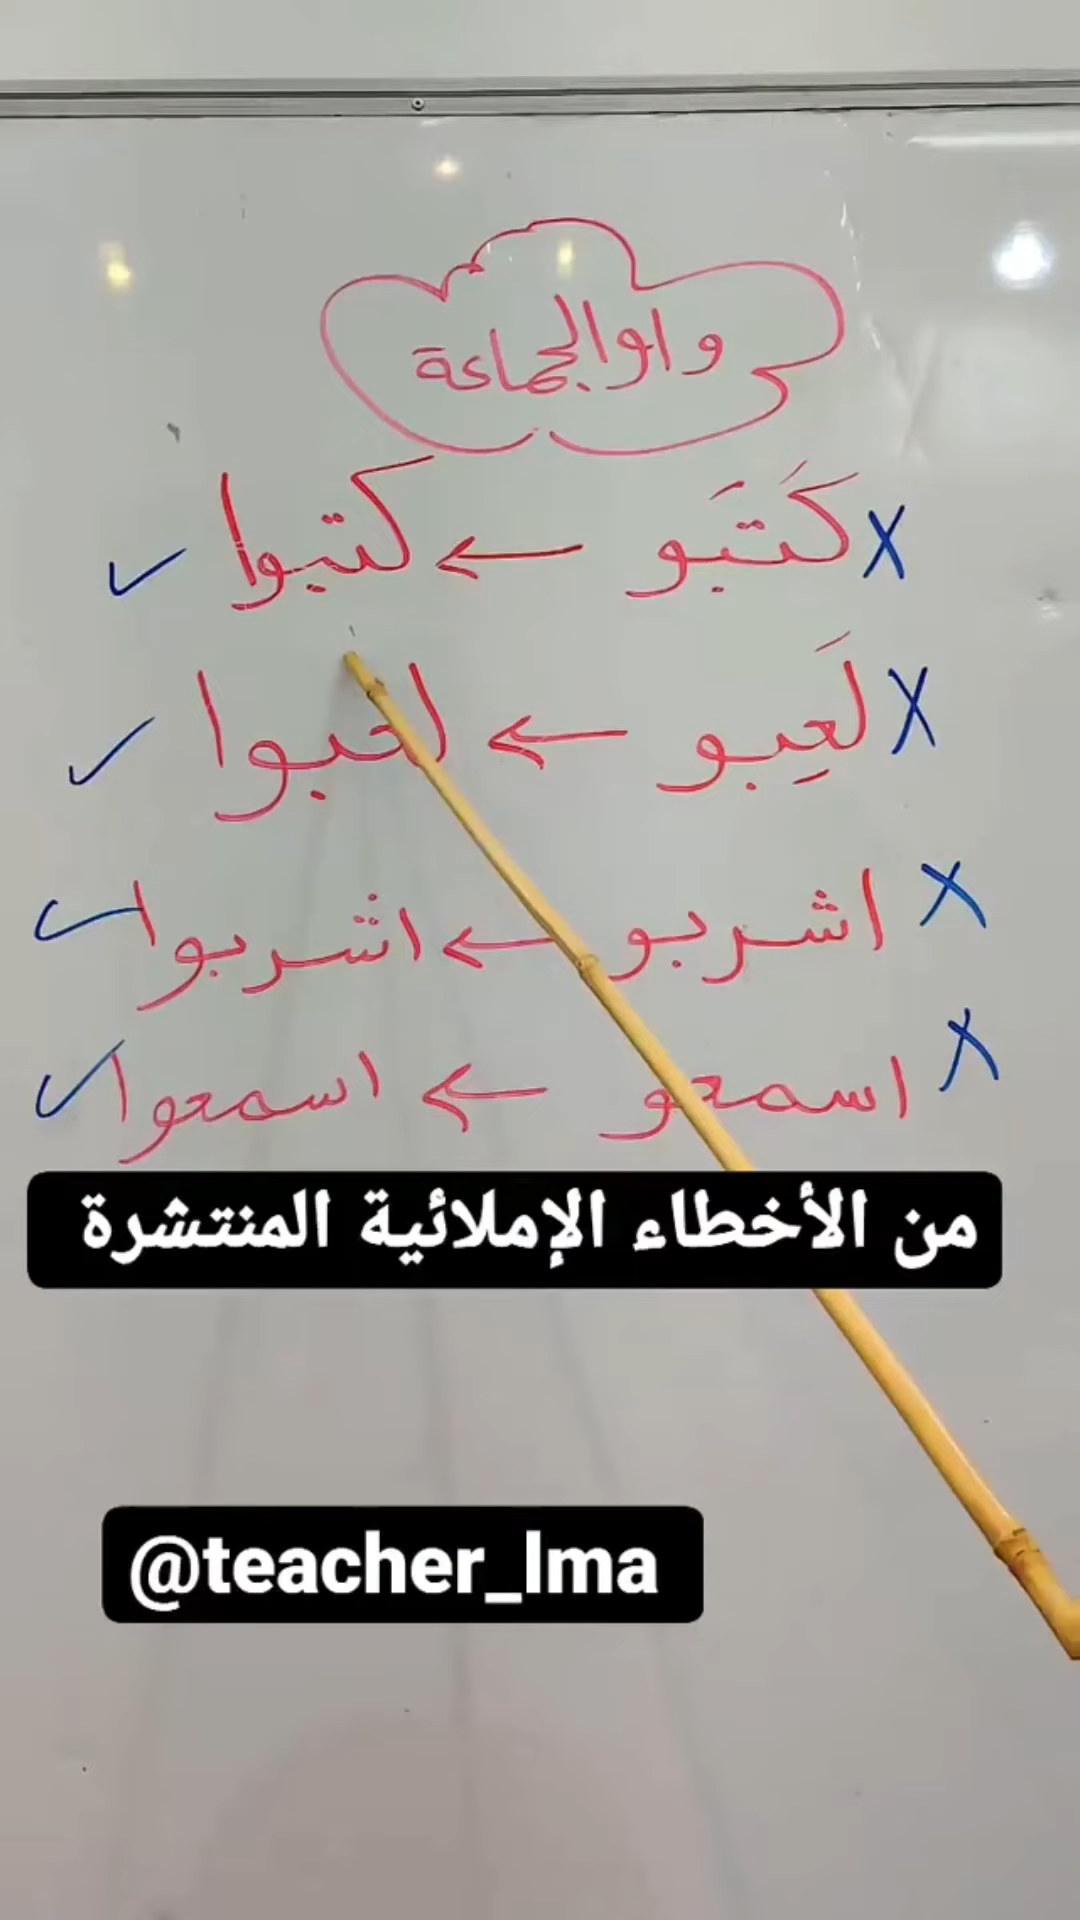 واو الجماعة
X كَتَبو ← كتبوا ✓
X لَعِبو ← لعبوا ✓
X اشربو ← اشربوا ✓
X اسمعو ← اسمعوا ✓
من الأخطاء الإملائية المنتشرة
@teacher_lma